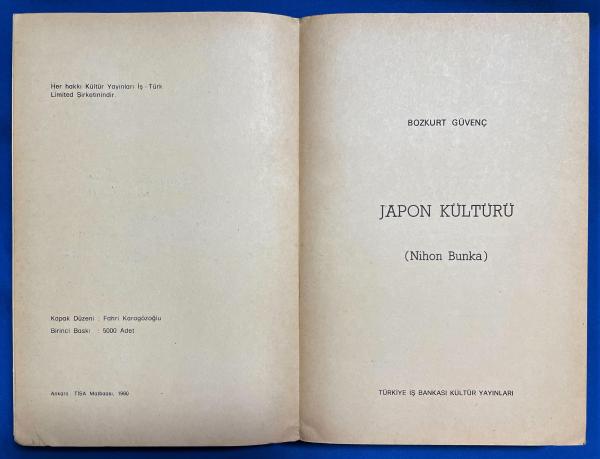 Her hakkı Kültür Yayınları İş - Türk
Limited Şirketinindir.
Kapak Düzeni : Fahri Karagözoğlu
Birinci Baskı : 5000 Adet
Ankara TİSA Matbaası, 1980
BOZKURT GÜVENÇ
JAPON KÜLTÜRÜ
(Nihon Bunka)
TÜRKİYE İŞ BANKASI KÜLTÜR YAYINLARI